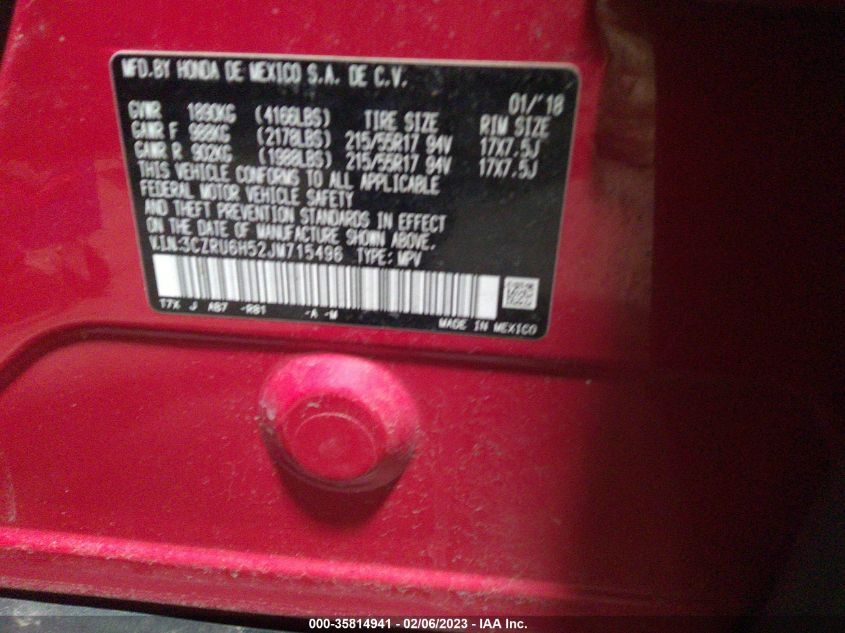 MFD.BY HONDA DE MEXICO S.A. DE C.V.
01/'18
GVWR 1890KG (4166LBS) TIRE SIZE RIM SIZE
GAWR F 988KG (2178LBS) 215/55R17 94V 17X7.5J
GAWR R 902KG (1988LBS) 215/55R17 94V 17X7.5J
THIS VEHICLE CONFORMS TO ALL APPLICABLE
FEDERAL MOTOR VEHICLE SAFETY
AND THEFT PREVENTION STANDARDS IN EFFECT
ON THE DATE OF MANUFACTURE SHOWN ABOVE.
V.I.N:3CZRU6H52JM715496 TYPE: MPV
17X J AB7 -R81 -A -M
MADE IN MEXICO
000-35814941 - 02/06/2023 - IAA Inc.